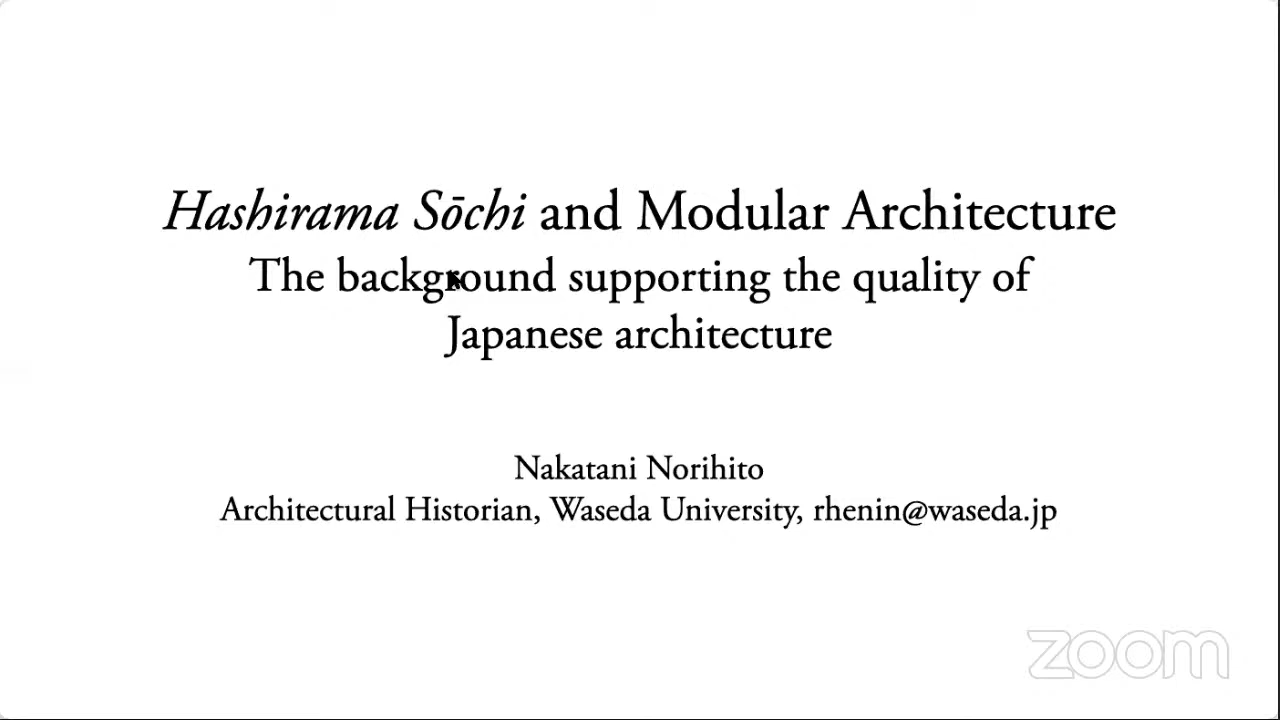 Hashirama Sōchi and Modular Architecture
The background supporting the quality of
Japanese architecture
Nakatani Norihito
Architectural Historian, Waseda University, rhenin@waseda.jp
zoom